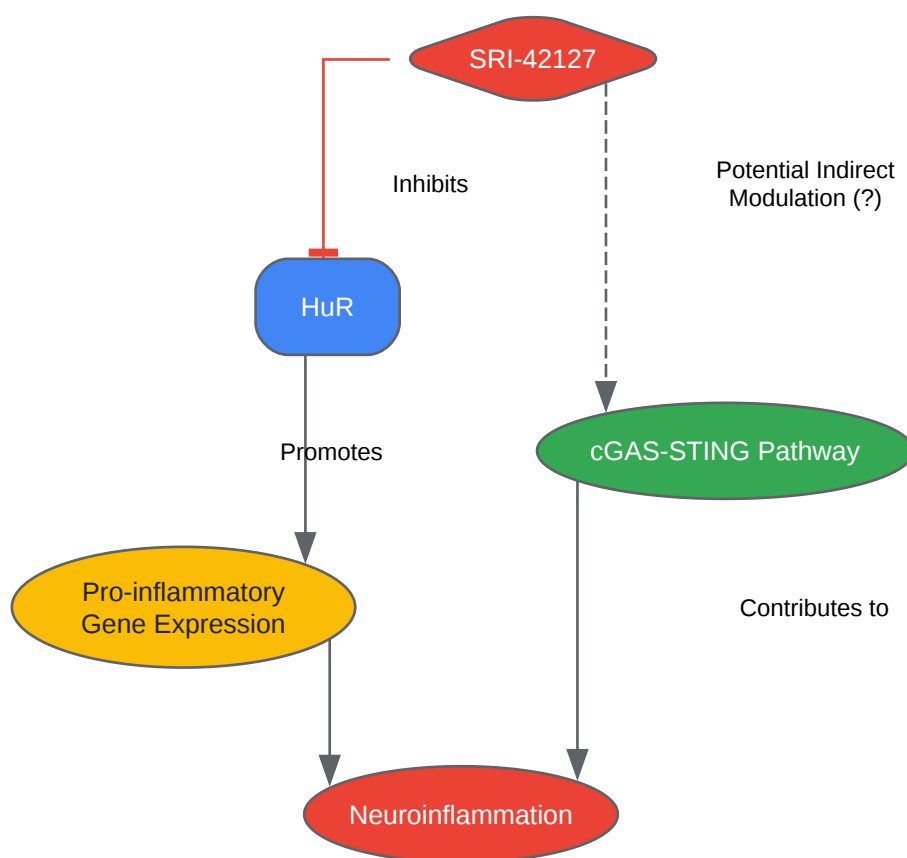 SRI-42127
Inhibits
Potential Indirect
Modulation (?)
HuR
Promotes
cGAS-STING Pathway
Pro-inflammatory
Gene Expression
Contributes to
Neuroinflammation